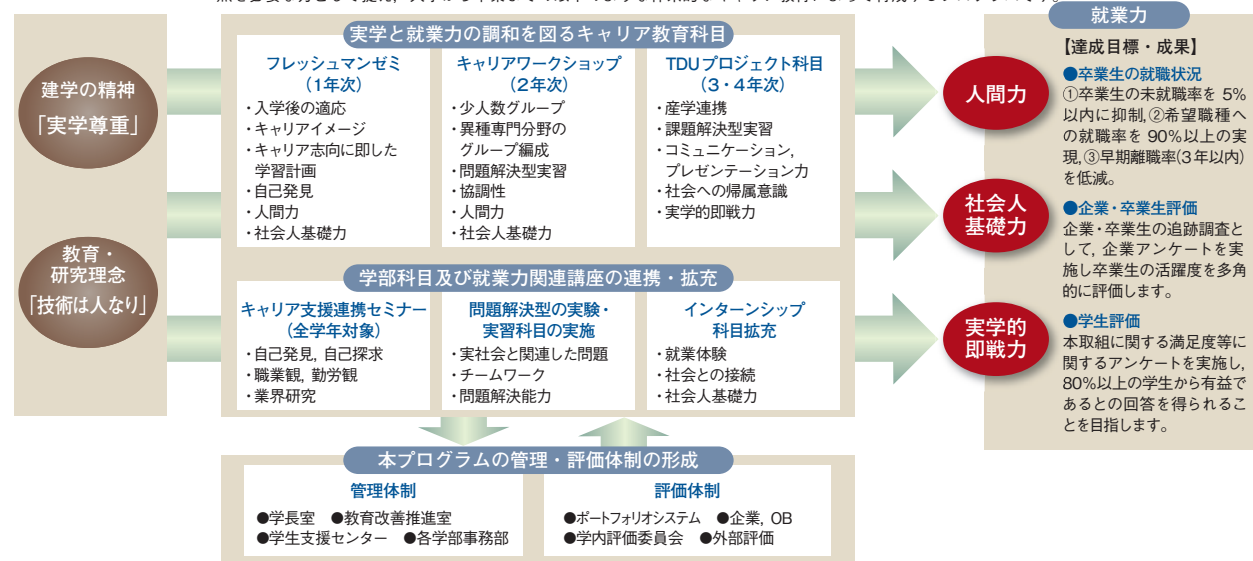 建学の精神
「実学尊重」
教育・
研究理念
「技術は人なり」
実学と就業力の調和を図るキャリア教育科目
フレッシュマンゼミ
(1年次)
・入学後の適応
・キャリアイメージ
・キャリア志向に即した
学習計画
・自己発見
・人間力
・社会人基礎力
キャリアワークショップ
(2年次)
・少人数グループ
・異種専門分野の
グループ編成
・問題解決型実習
・協調性
・人間力
・社会人基礎力
TDUプロジェクト科目
(3・4年次)
・産学連携
・課題解決型実習
・コミュニケーション,
プレゼンテーション力
・社会への帰属意識
・実学的即戦力
学部科目及び就業力関連講座の連携・拡充
キャリア支援連携セミナー
(全学年対象)
・自己発見, 自己探求
・職業観, 勤労観
・業界研究
問題解決型の実験・
実習科目の実施
・実社会と関連した問題
・チームワーク
・問題解決能力
インターンシップ
科目拡充
・就業体験
・社会との接続
・社会人基礎力
本プログラムの管理・評価体制の形成
管理体制
●学長室 ●教育改善推進室
●学生支援センター ●各学部事務部
評価体制
●ポートフォリオシステム ●企業, OB
●学内評価委員会 ●外部評価
人間力
社会人
基礎力
実学的
即戦力
就業力
【達成目標・成果】
●卒業生の就職状況
①卒業生の未就職率を 5%
以内に抑制,②希望職種へ
の就職率を 90%以上の実
現,③早期離職率(3年以内)
を低減。
●企業・卒業生評価
企業・卒業生の追跡調査と
して, 企業アンケートを実
施し卒業生の活躍度を多角
的に評価します。
●学生評価
本取組に関する満足度等に
関するアンケートを実施し,
80%以上の学生から有益で
あるとの回答を得られるこ
とを目指します。